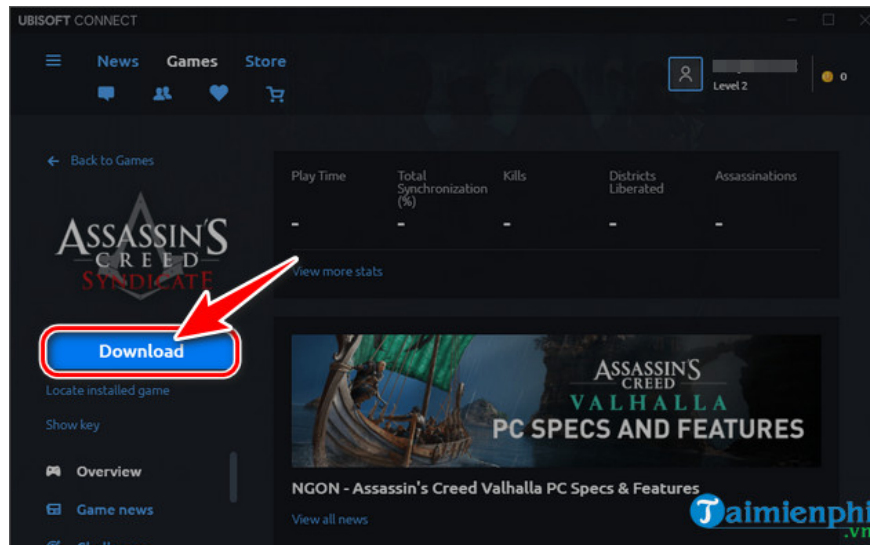 UBISOFT CONNECT
News Games Store
Level 2
0
Back to Games
ASSASSIN'S
CREED
SYNDICATE
Download
Locate installed game
Show key
Overview
Game news
Play Time
Total
Synchronization
(%)
Kills
Districts
Liberated
Assassinations
-
-
-
-
-
View more stats
ASSASSIN'S
CREED
VALHALLA
PC SPECS AND FEATURES
NGON - Assassin's Creed Valhalla PC Specs & Features
View all news
Taimienphi
.vn